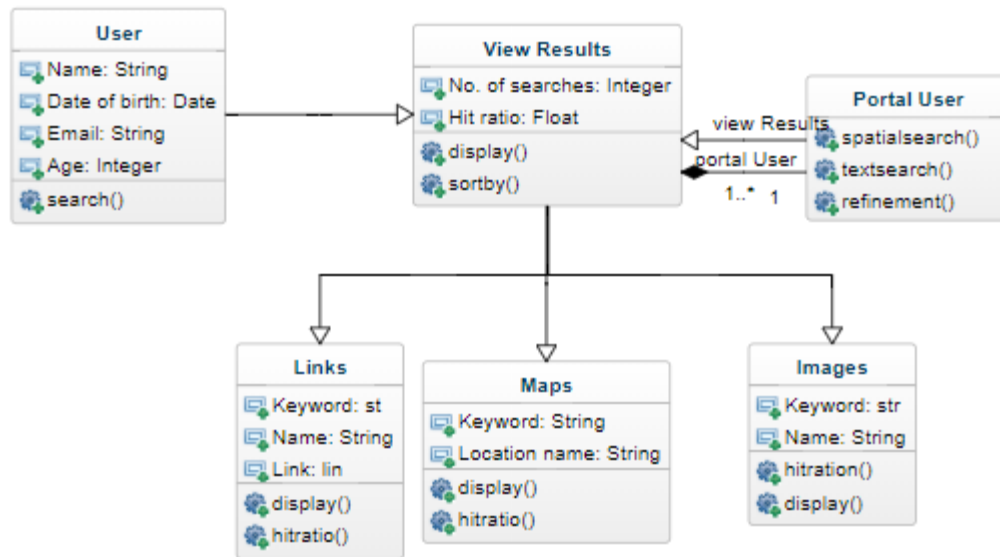 User
Name: String
Date of birth: Date
Email: String
Age: Integer
search()
View Results
No. of searches: Integer
Hit ratio: Float
display()
sortby()
view Results
portal User
1..* 1
Portal User
spatialsearch()
textsearch()
refinement()
Links
Keyword: st
Name: String
Link: lin
display()
hitratio()
Maps
Keyword: String
Location name: String
display()
hitratio()
Images
Keyword: str
Name: String
hitration()
display()